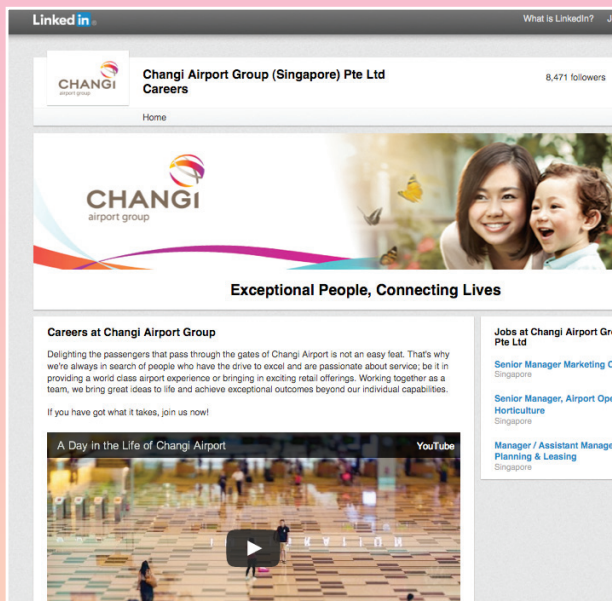 Linked in
What is LinkedIn?
CHANGI
airport group
Changi Airport Group (Singapore) Pte Ltd
Careers
8,471 followers
Home
CHANGI
airport group
Exceptional People, Connecting Lives
Careers at Changi Airport Group
Delighting the passengers that pass through the gates of Changi Airport is not an easy feat. That's why
we're always in search of people who have the drive to excel and are passionate about service; be it in
providing a world class airport experience or bringing in exciting retail offerings. Working together as a
team, we bring great ideas to life and achieve exceptional outcomes beyond our individual capabilities.
If you have got what it takes, join us now!
A Day in the Life of Changi Airport
YouTube
Jobs at Changi Airport Gro
Pte Ltd
Senior Manager Marketing C
Singapore
Senior Manager, Airport Ope
Horticulture
Singapore
Manager / Assistant Manage
Planning & Leasing
Singapore